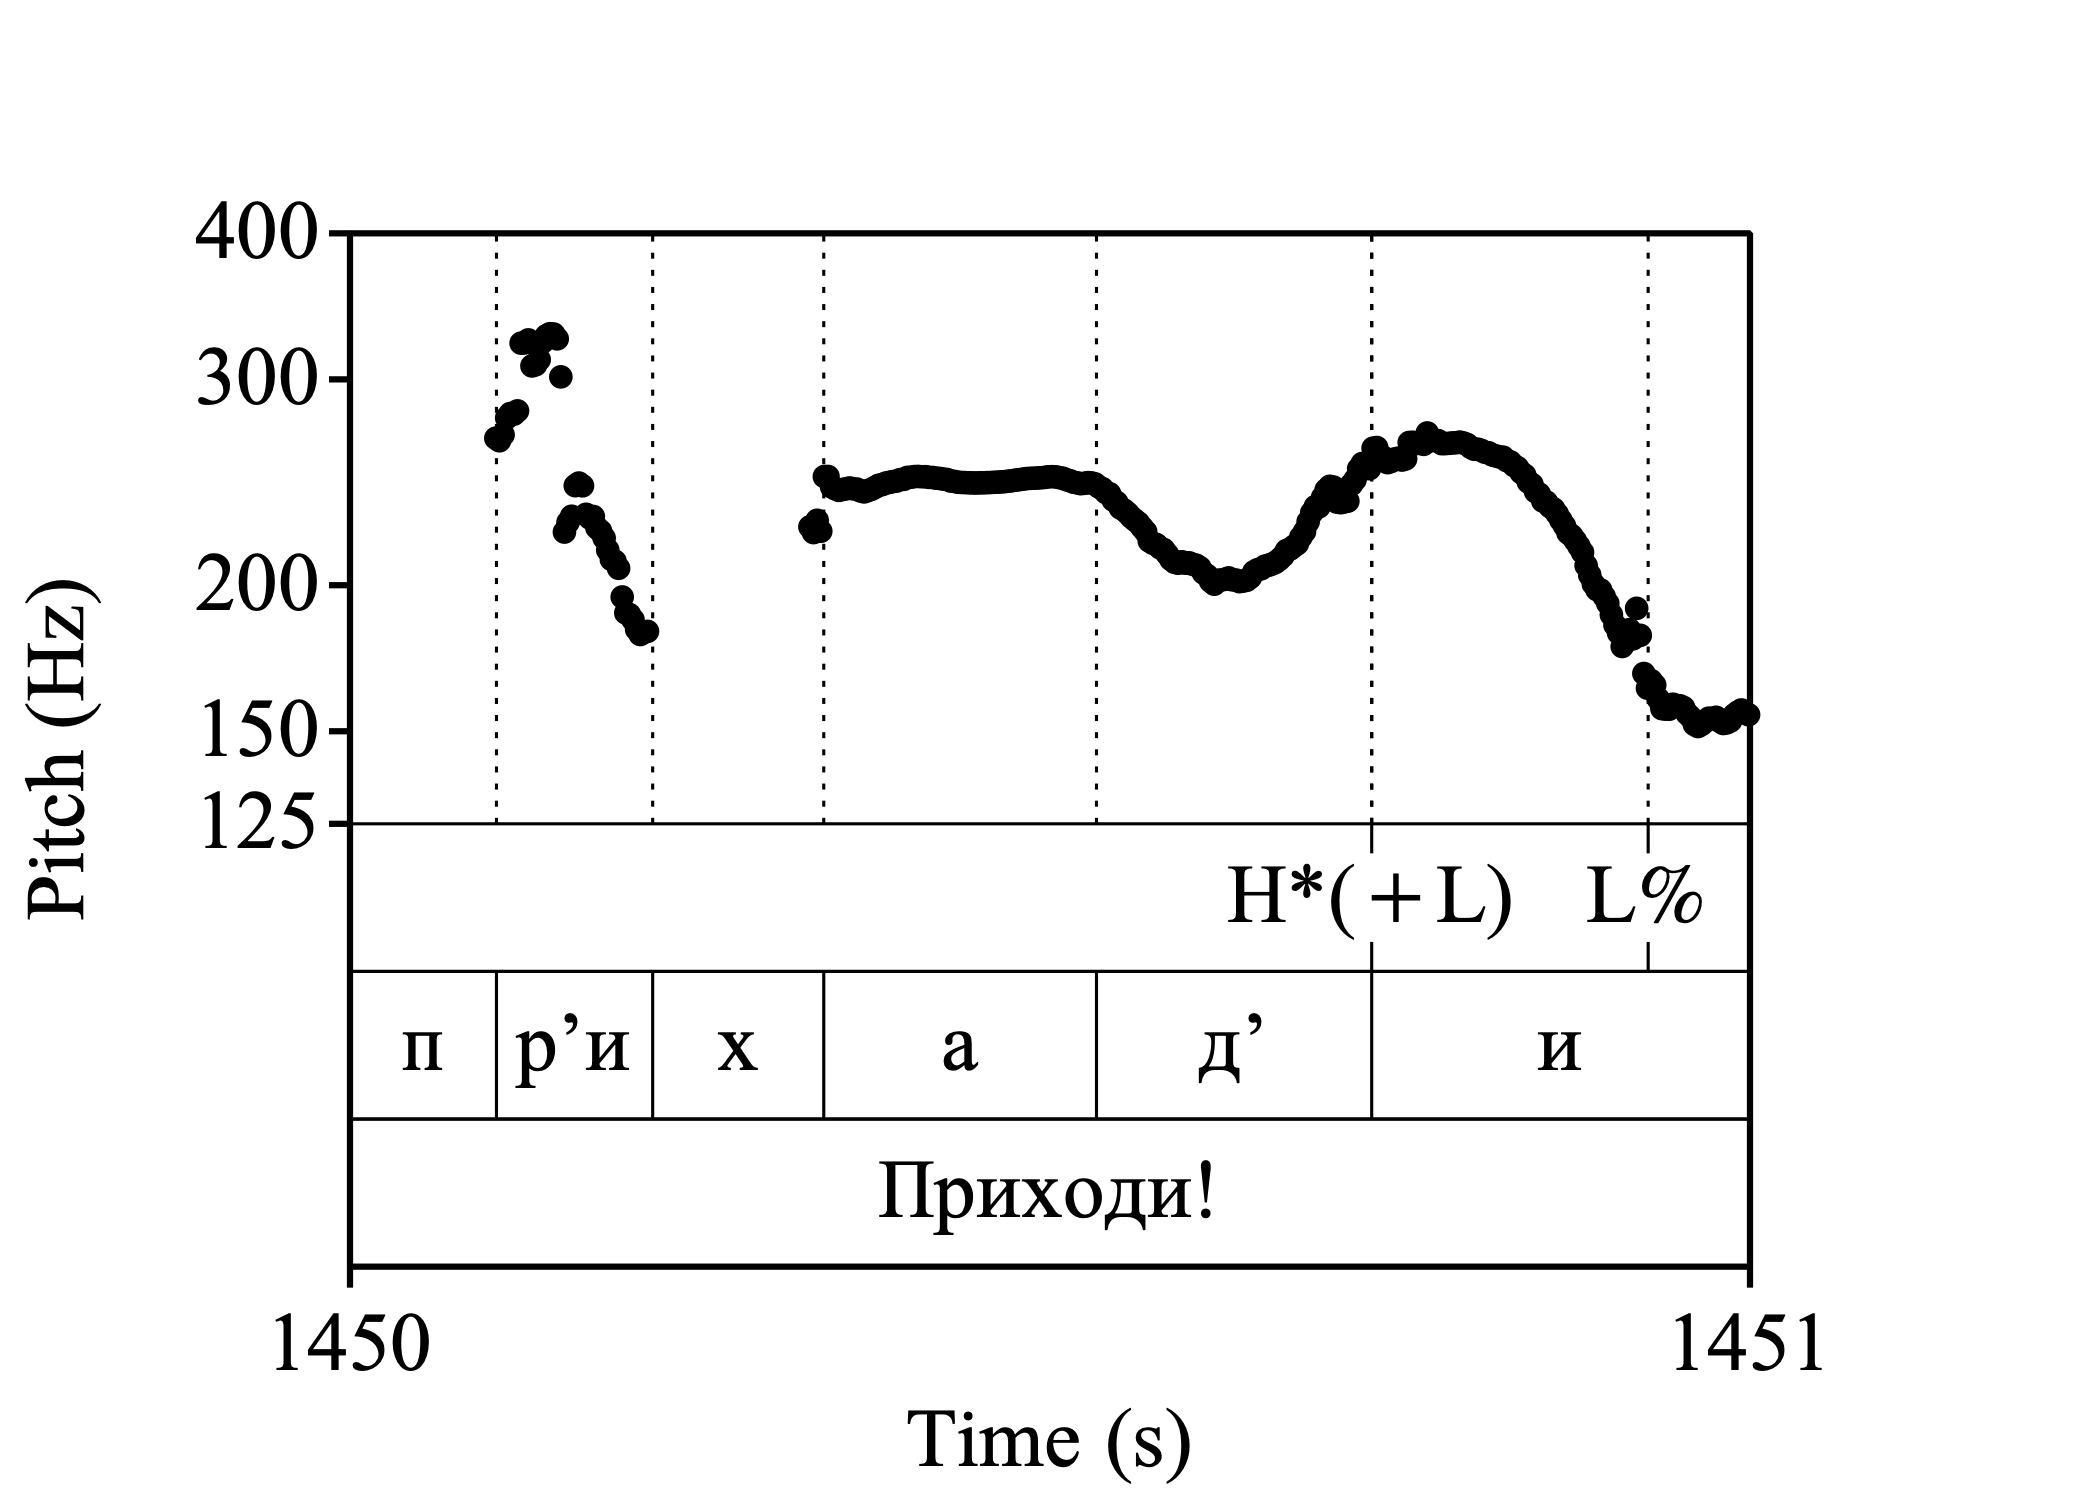 400
300
200
150
125
Pitch (Hz)
H*(+L) L%
п р’и х а д’ и
Приходи!
1450 1451
Time (s)